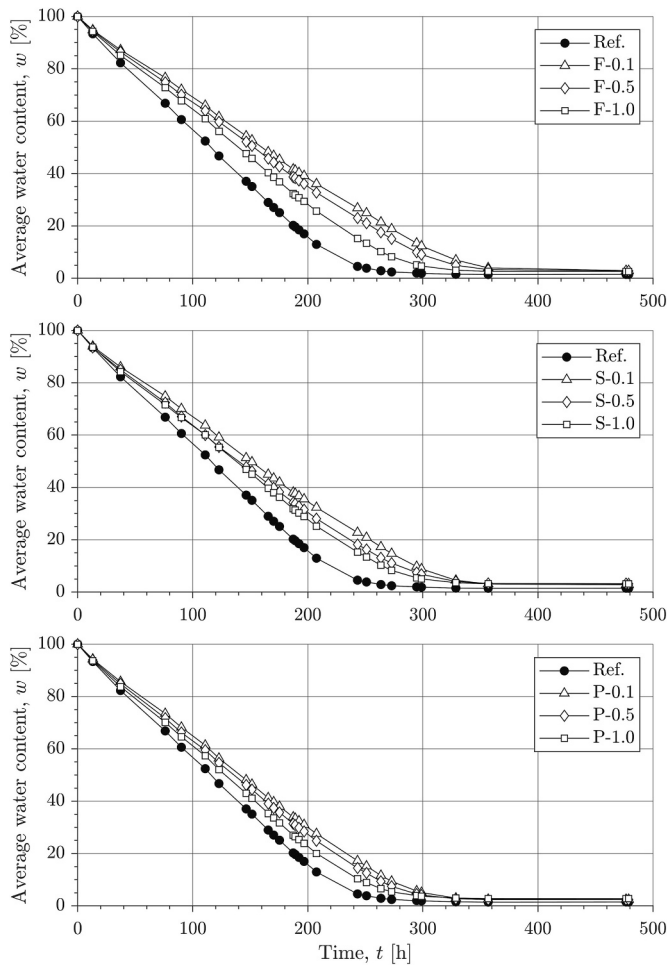 100
80
60
40
20
0
Average water content, w [%]
Ref.
F-0.1
F-0.5
F-1.0
0 100 200 300 400 500
100
80
60
40
20
0
Average water content, w [%]
Ref.
S-0.1
S-0.5
S-1.0
0 100 200 300 400 500
100
80
60
40
20
0
Average water content, w [%]
Ref.
P-0.1
P-0.5
P-1.0
0 100 200 300 400 500
Time, t [h]